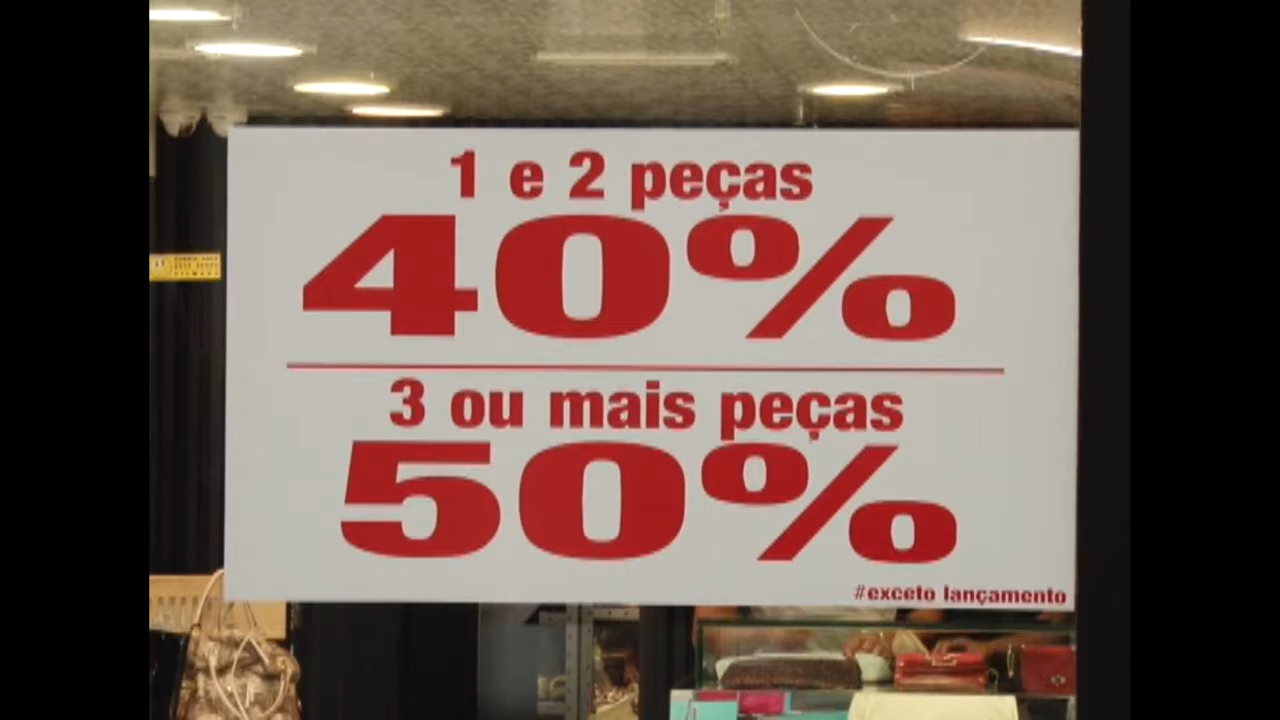 1 e 2 peças
40%
3 ou mais peças
50%
#exceto lançamento